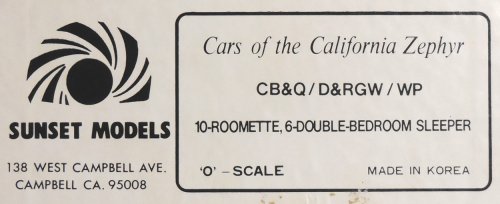 SUNSET MODELS
138 WEST CAMPBELL AVE.
CAMPBELL CA. 95008
Cars of the California Zephyr
CB&Q/D&RGW/WP
10-ROOMETTE, 6-DOUBLE-BEDROOM SLEEPER
'O' - SCALE MADE IN KOREA